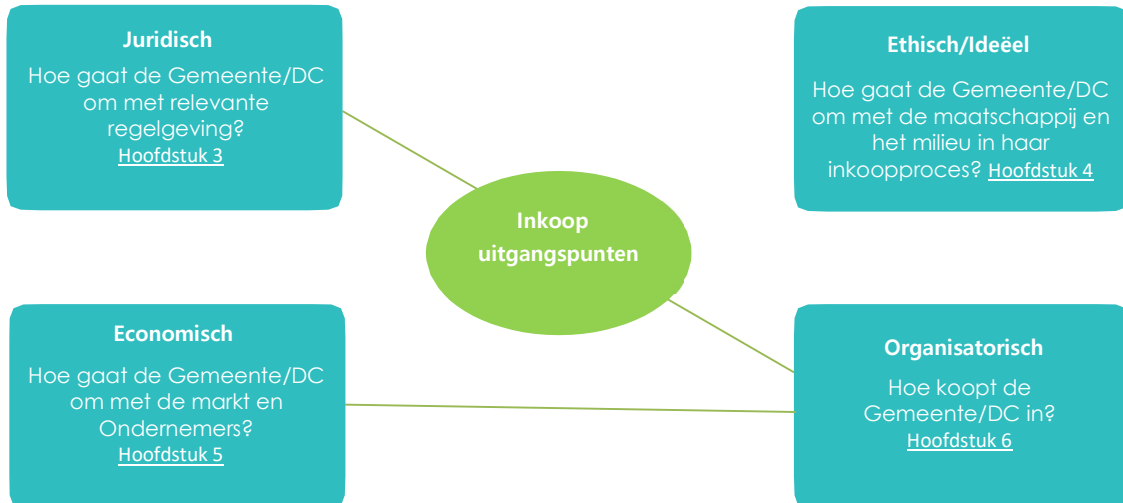 Juridisch
Hoe gaat de Gemeente/DC
om met relevante
regelgeving?
Hoofdstuk 3
Ethisch/Ideëel
Hoe gaat de Gemeente/DC
om met de maatschappij en
het milieu in haar
inkoopproces? Hoofdstuk 4
Inkoop
uitgangspunten
Economisch
Hoe gaat de Gemeente/DC
om met de markt en
Ondernemers?
Hoofdstuk 5
Organisatorisch
Hoe koopt de
Gemeente/DC in?
Hoofdstuk 6